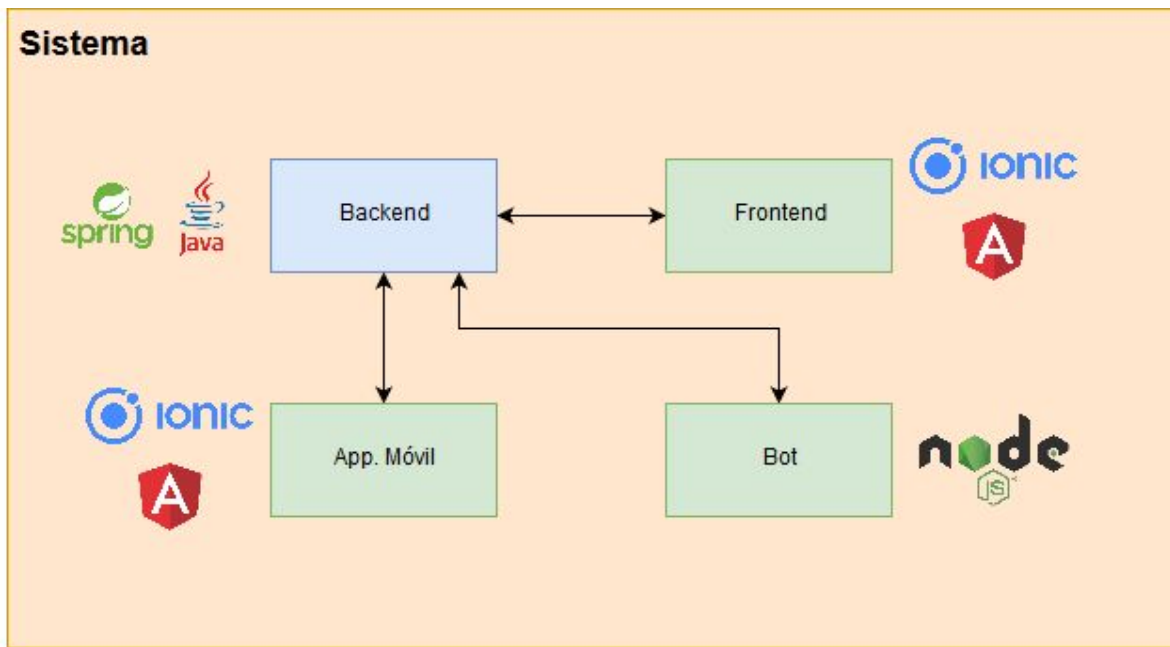 Sistema
Backend
Frontend
IONIC
spring
Java
IONIC
App. Móvil
Bot
node
JS